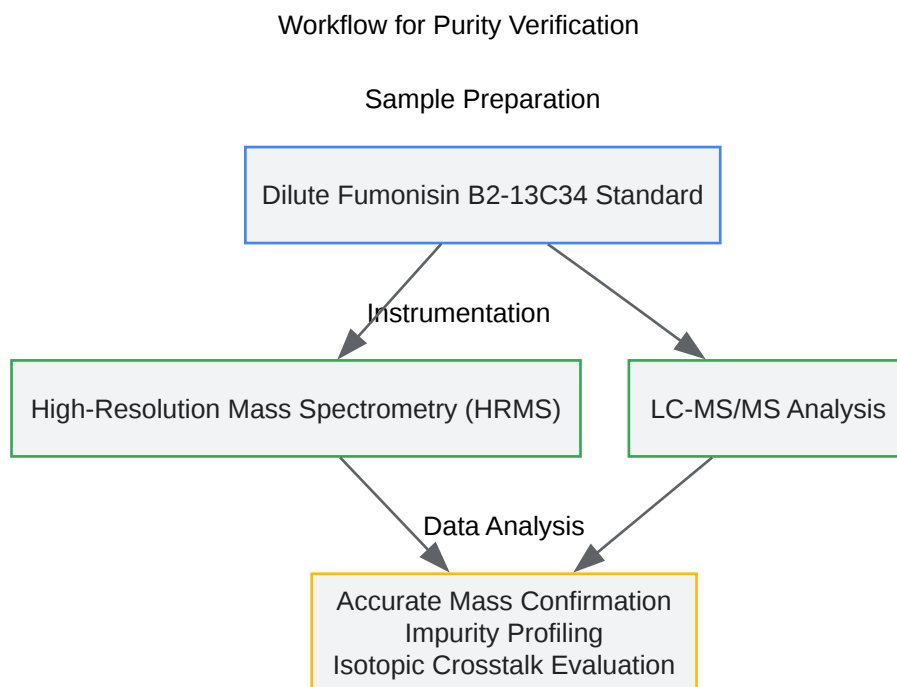 Workflow for Purity Verification
Sample Preparation
Dilute Fumonisin B2-13C34 Standard
Instrumentation
High-Resolution Mass Spectrometry (HRMS)
LC-MS/MS Analysis
Data Analysis
Accurate Mass Confirmation
Impurity Profiling
Isotopic Crosstalk Evaluation